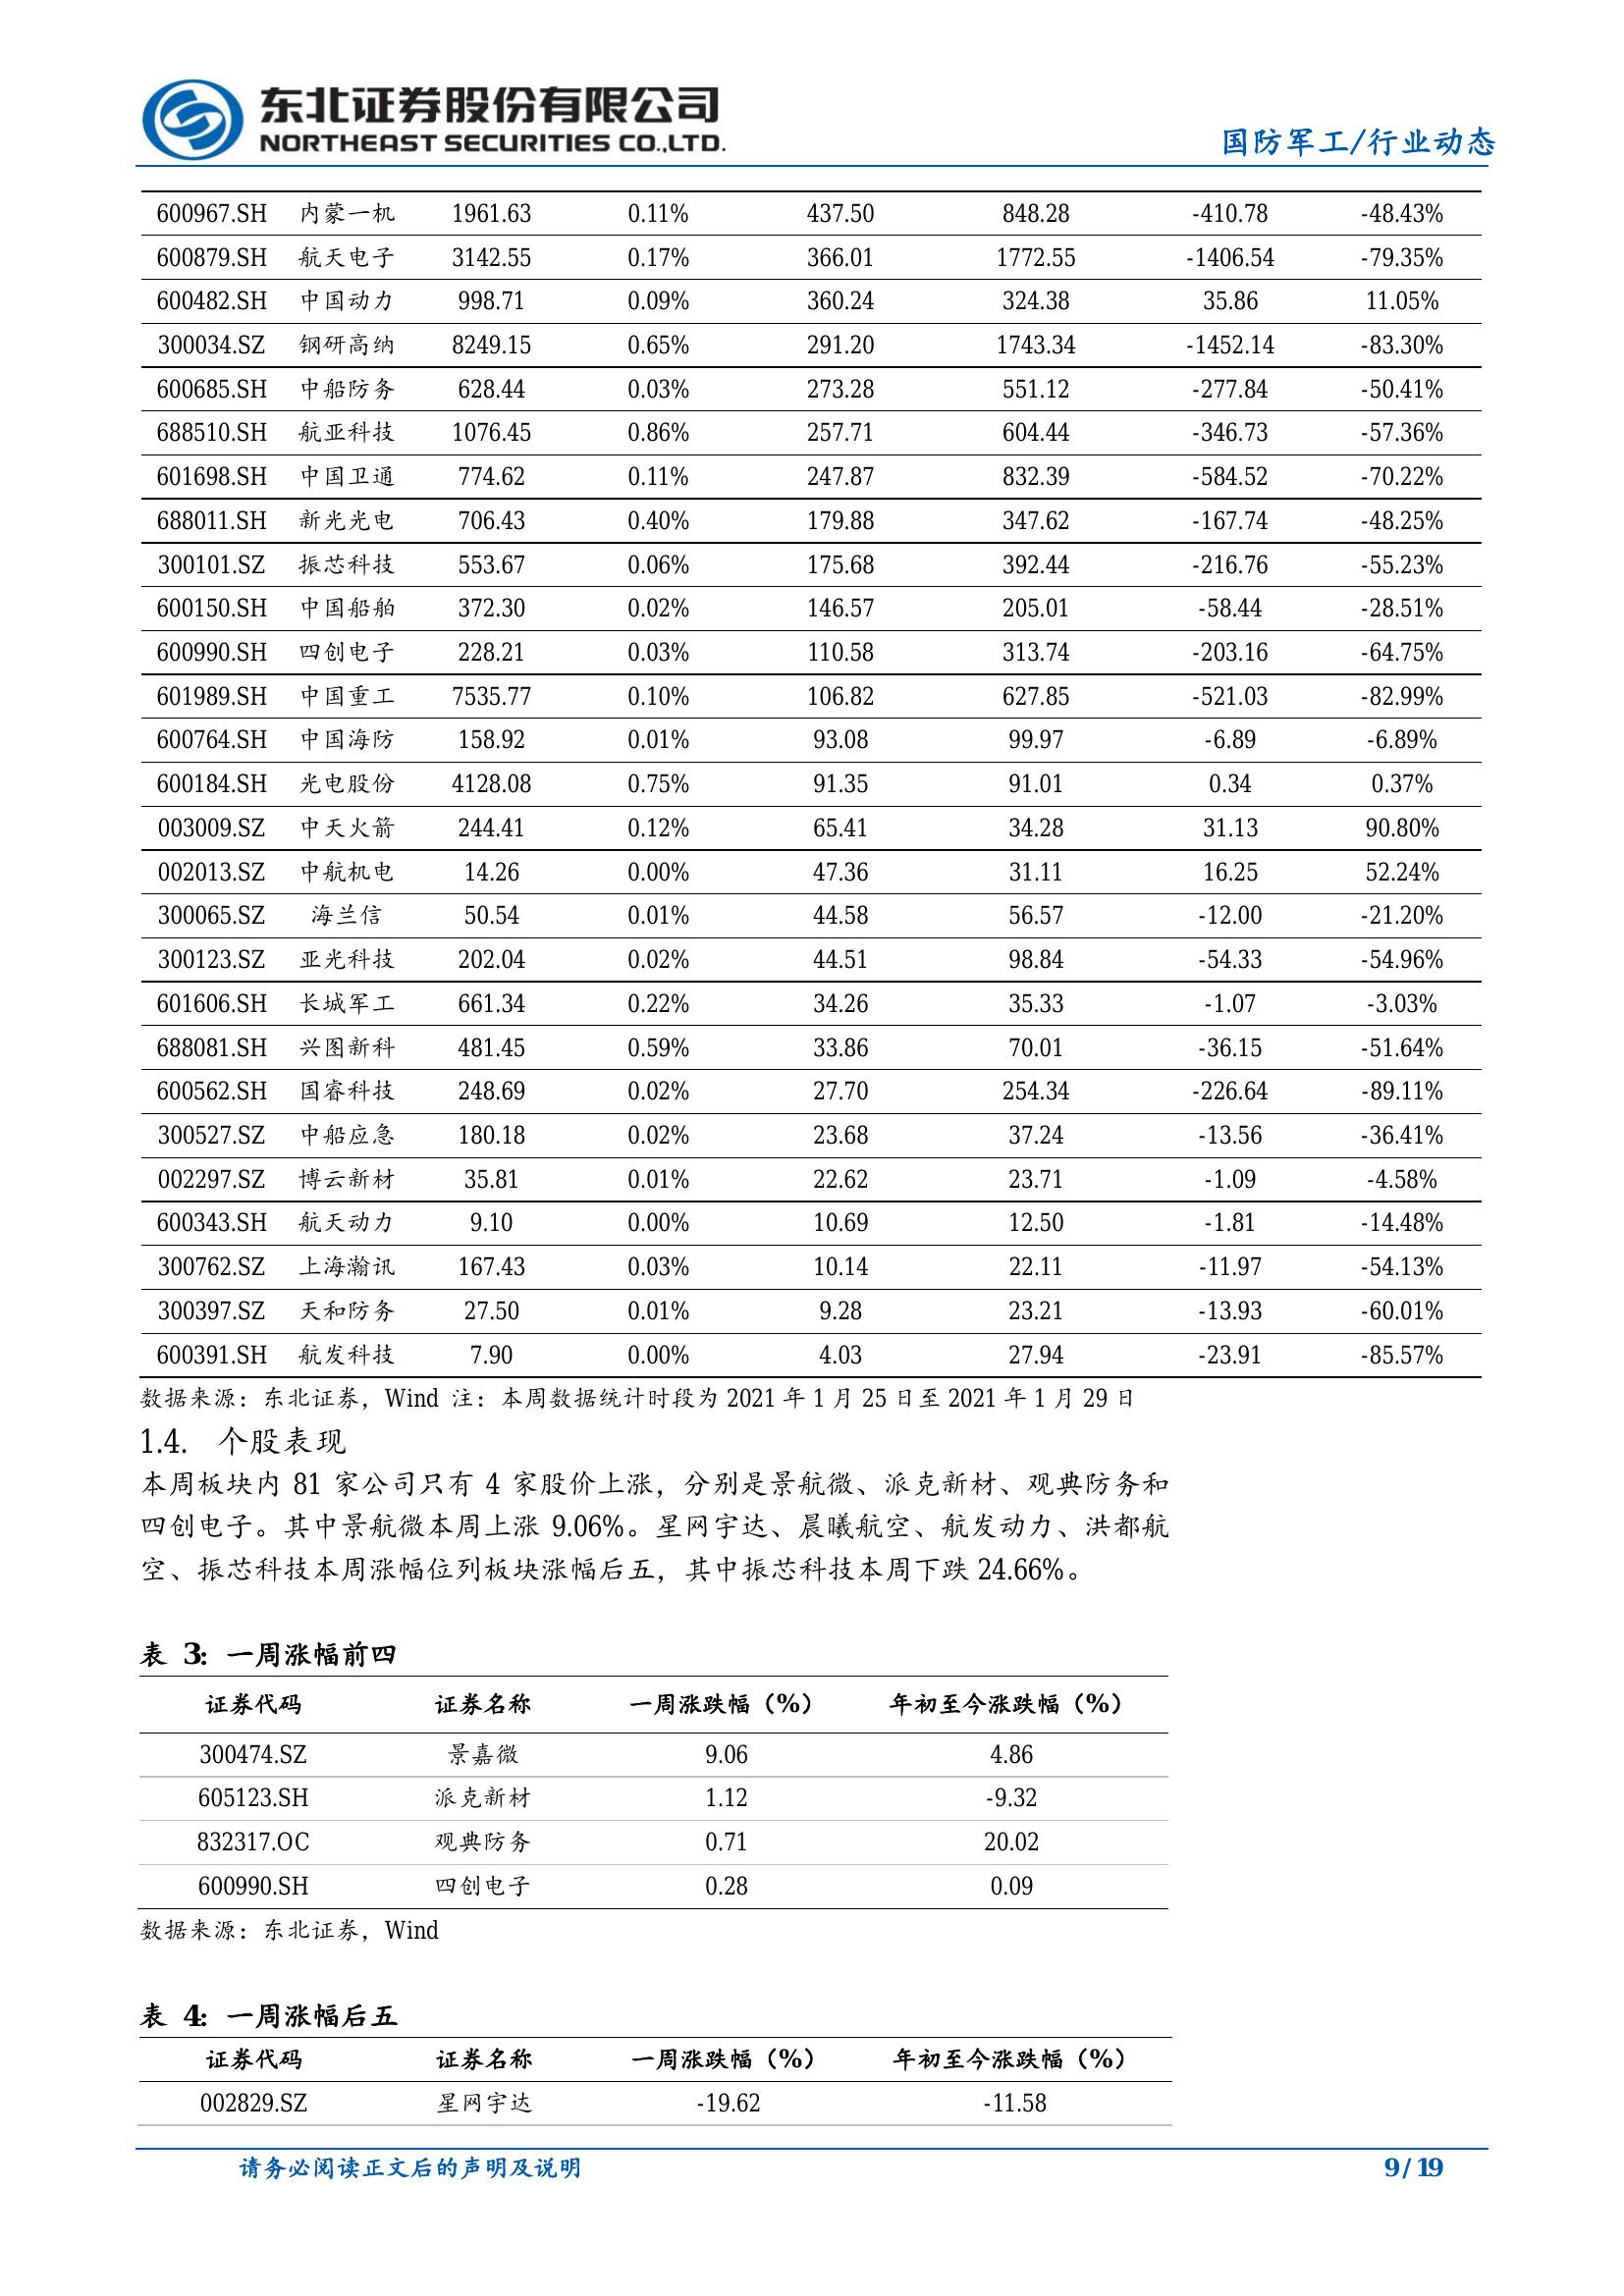 东北证券股份有限公司
NORTHEAST SECURITIES CO.,LTD.
国防军工/行业动态
600967.SH 内蒙一机 1961.63 0.11% 437.50 848.28 -410.78 -48.43%
600879.SH 航天电子 3142.55 0.17% 366.01 1772.55 -1406.54 -79.35%
600482.SH 中国动力 998.71 0.09% 360.24 324.38 35.86 11.05%
300034.SZ 钢研高纳 8249.15 0.65% 291.20 1743.34 -1452.14 -83.30%
600685.SH 中船防务 628.44 0.03% 273.28 551.12 -277.84 -50.41%
688510.SH 航亚科技 1076.45 0.86% 257.71 604.44 -346.73 -57.36%
601698.SH 中国卫通 774.62 0.11% 247.87 832.39 -584.52 -70.22%
688011.SH 新光光电 706.43 0.40% 179.88 347.62 -167.74 -48.25%
300101.SZ 振芯科技 553.67 0.06% 175.68 392.44 -216.76 -55.23%
600150.SH 中国船舶 372.30 0.02% 146.57 205.01 -58.44 -28.51%
600990.SH 四创电子 228.21 0.03% 110.58 313.74 -203.16 -64.75%
601989.SH 中国重工 7535.77 0.10% 106.82 627.85 -521.03 -82.99%
600764.SH 中国海防 158.92 0.01% 93.08 99.97 -6.89 -6.89%
600184.SH 光电股份 4128.08 0.75% 91.35 91.01 0.34 0.37%
003009.SZ 中天火箭 244.41 0.12% 65.41 34.28 31.13 90.80%
002013.SZ 中航机电 14.26 0.00% 47.36 31.11 16.25 52.24%
300065.SZ 海兰信 50.54 0.01% 44.58 56.57 -12.00 -21.20%
300123.SZ 亚光科技 202.04 0.02% 44.51 98.84 -54.33 -54.96%
601606.SH 长城军工 661.34 0.22% 34.26 35.33 -1.07 -3.03%
688081.SH 兴图新科 481.45 0.59% 33.86 70.01 -36.15 -51.64%
600562.SH 国睿科技 248.69 0.02% 27.70 254.34 -226.64 -89.11%
300527.SZ 中船应急 180.18 0.02% 23.68 37.24 -13.56 -36.41%
002297.SZ 博云新材 35.81 0.01% 22.62 23.71 -1.09 -4.58%
600343.SH 航天动力 9.10 0.00% 10.69 12.50 -1.81 -14.48%
300762.SZ 上海瀚讯 167.43 0.03% 10.14 22.11 -11.97 -54.13%
300397.SZ 天和防务 27.50 0.01% 9.28 23.21 -13.93 -60.01%
600391.SH 航发科技 7.90 0.00% 4.03 27.94 -23.91 -85.57%
数据来源：东北证券，Wind 注：本周数据统计时段为 2021 年 1 月 25 日至 2021 年 1 月 29 日
1.4. 个股表现
本周板块内 81 家公司只有 4 家股价上涨，分别是景航微、派克新材、观典防务和
四创电子。其中景航微本周上涨 9.06%。星网宇达、晨曦航空、航发动力、洪都航
空、振芯科技本周涨幅位列板块涨幅后五，其中振芯科技本周下跌 24.66%。
表 3：一周涨幅前四
证券代码 证券名称 一周涨跌幅（%） 年初至今涨跌幅（%）
300474.SZ 景嘉微 9.06 4.86
605123.SH 派克新材 1.12 -9.32
832317.OC 观典防务 0.71 20.02
600990.SH 四创电子 0.28 0.09
数据来源：东北证券，Wind
表 4：一周涨幅后五
证券代码 证券名称 一周涨跌幅（%） 年初至今涨跌幅（%）
002829.SZ 星网宇达 -19.62 -11.58
请务必阅读正文后的声明及说明
9 / 19